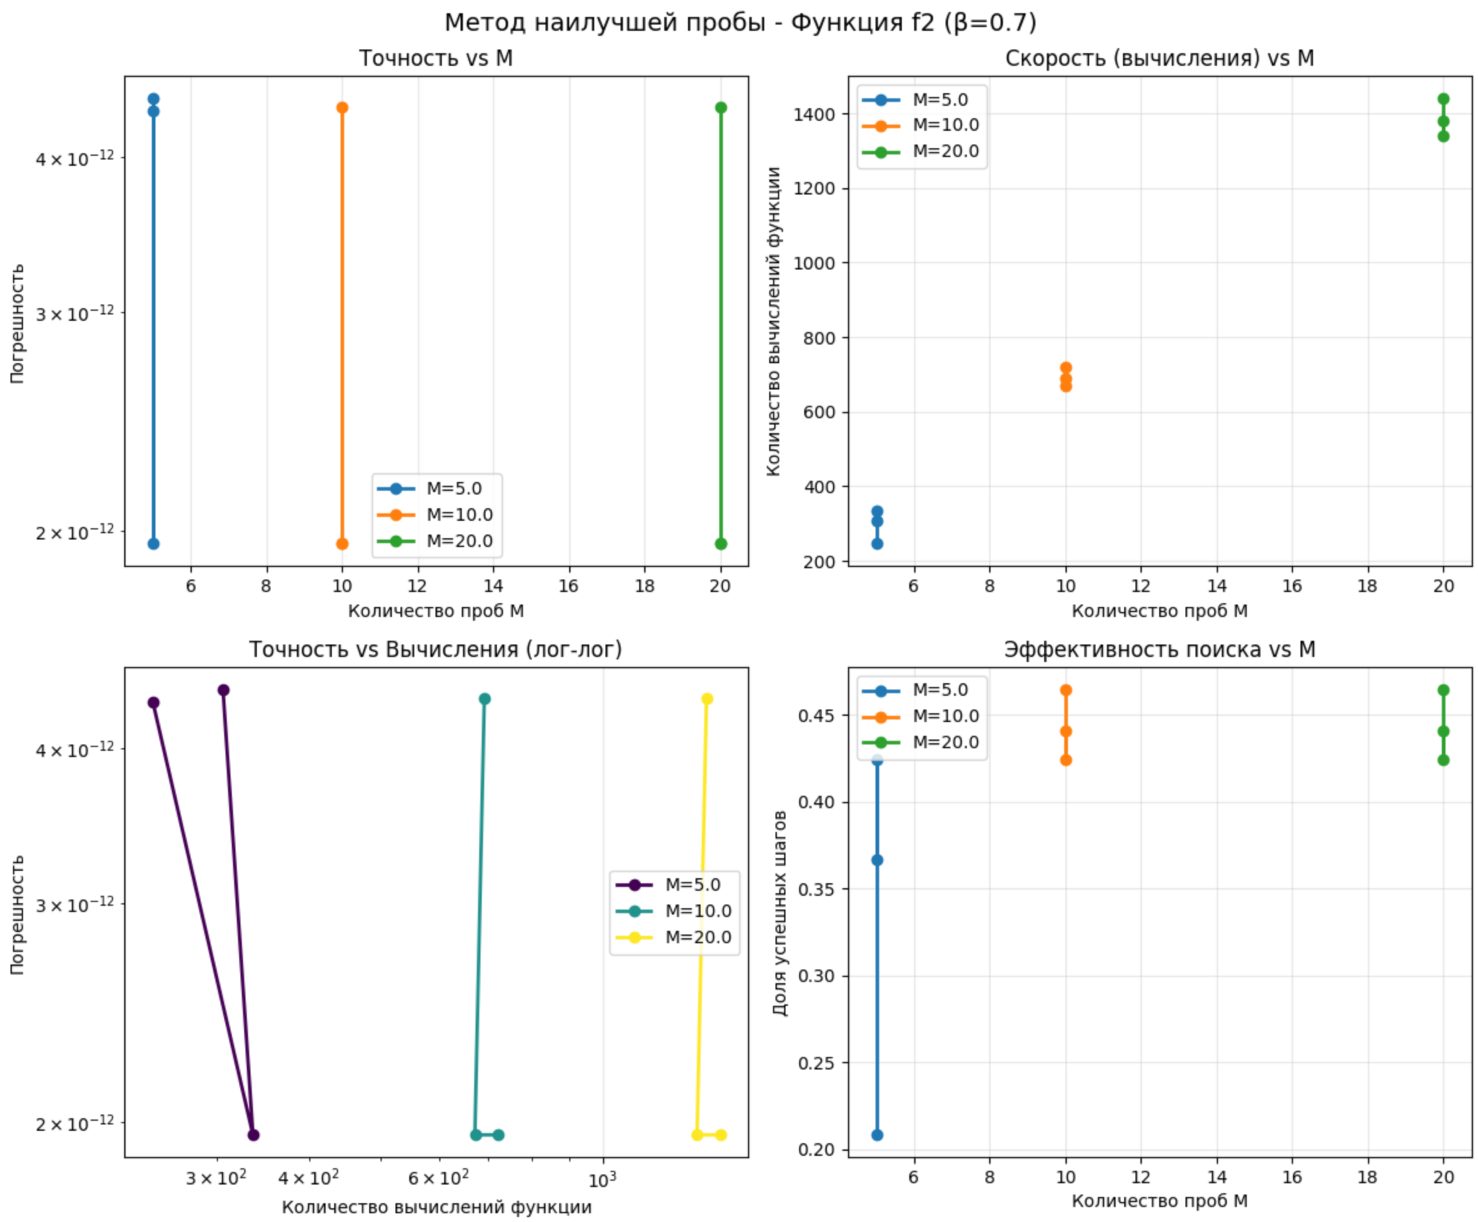 Метод наилучшей пробы - Функция f2 (β=0.7)
Точность vs M
4 × 10⁻¹²
3 × 10⁻¹²
2 × 10⁻¹²
Погрешность
M=5.0
M=10.0
M=20.0
6 8 10 12 14 16 18 20
Количество проб M
Скорость (вычисления) vs M
1400
1200
1000
800
600
400
200
Количество вычислений функции
M=5.0
M=10.0
M=20.0
6 8 10 12 14 16 18 20
Количество проб M
Точность vs Вычисления (лог-лог)
4 × 10⁻¹²
3 × 10⁻¹²
2 × 10⁻¹²
Погрешность
M=5.0
M=10.0
M=20.0
3 × 10² 4 × 10² 6 × 10² 10³
Количество вычислений функции
Эффективность поиска vs M
0.45
0.40
0.35
0.30
0.25
0.20
Доля успешных шагов
M=5.0
M=10.0
M=20.0
6 8 10 12 14 16 18 20
Количество проб M